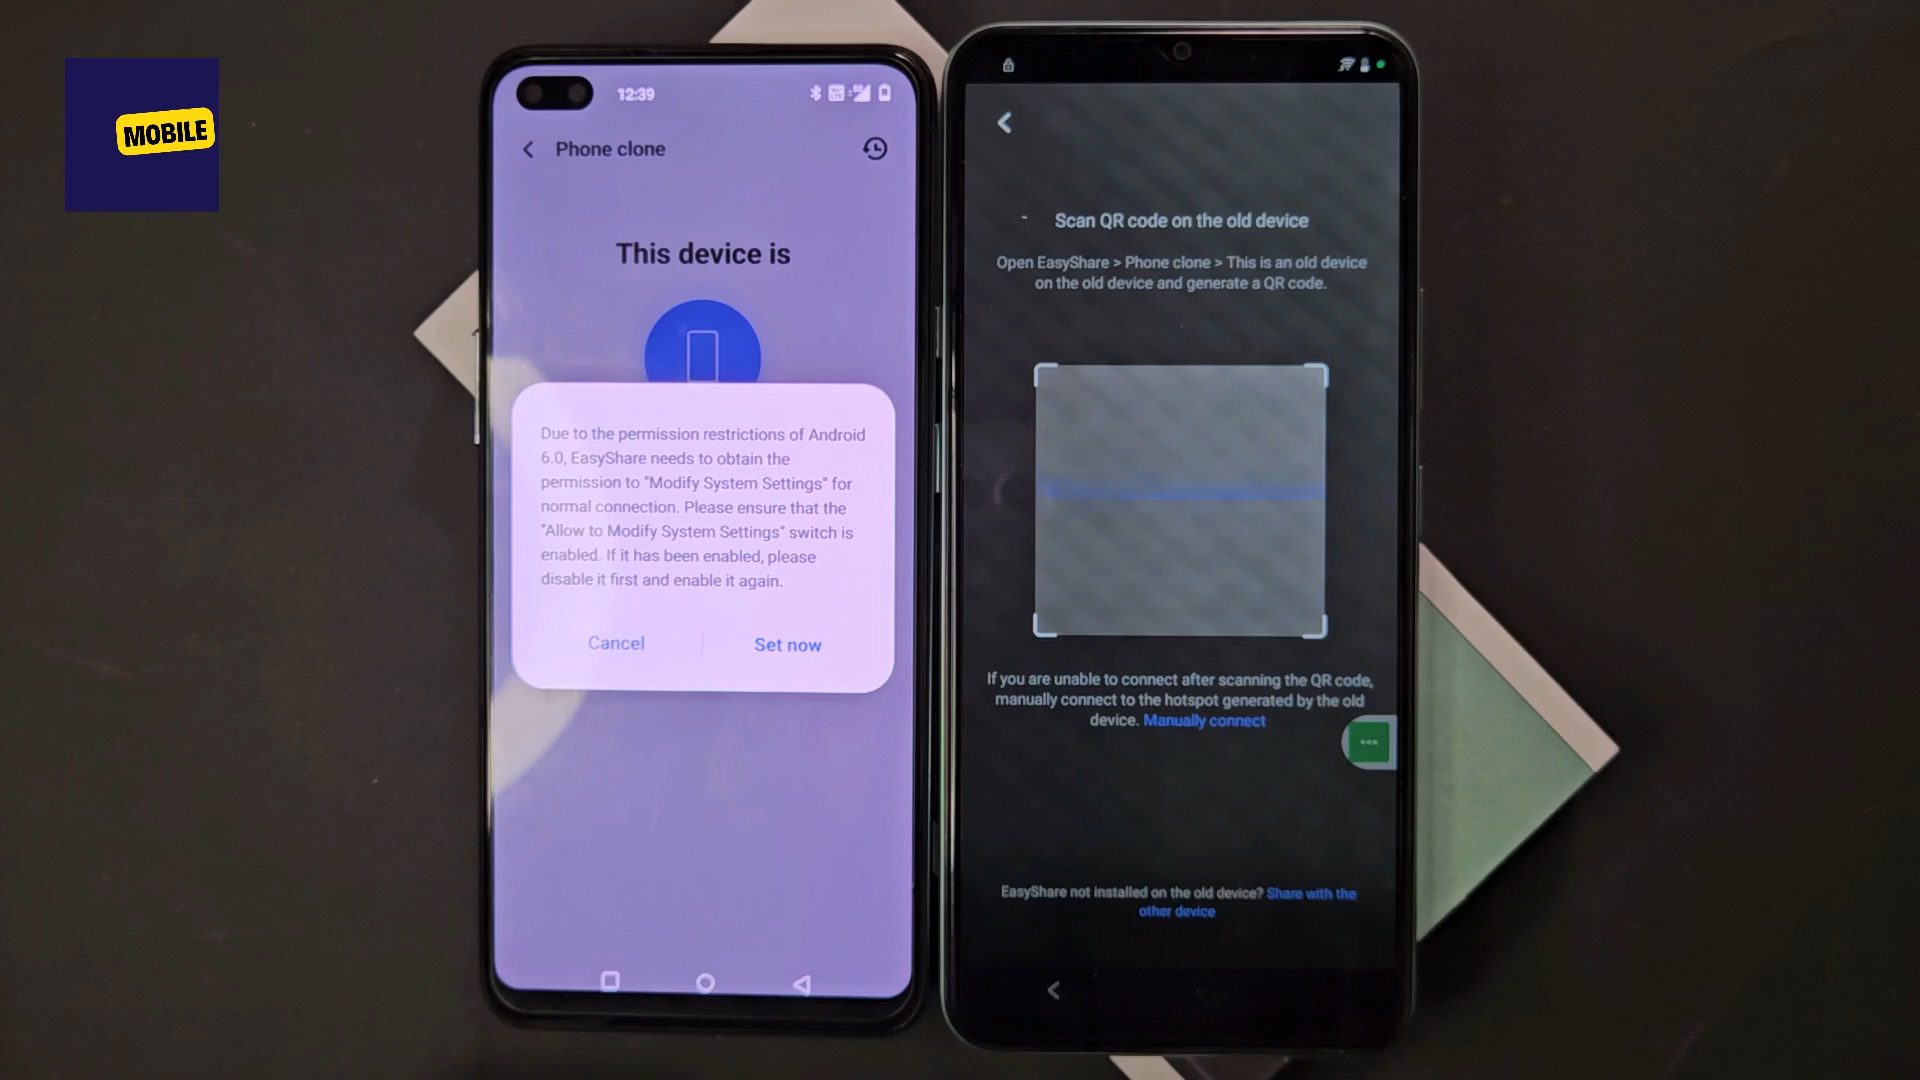 MOBILE
12:39
Phone clone
This device is
Due to the permission restrictions of Android
6.0, EasyShare needs to obtain the
permission to "Modify System Settings" for
normal connection. Please ensure that the
"Allow to Modify System Settings" switch is
enabled. If it has been enabled, please
disable it first and enable it again.
Cancel
Set now
Scan QR code on the old device
Open EasyShare > Phone clone > This is an old device
on the old device and generate a QR code.
If you are unable to connect after scanning the QR code,
manually connect to the hotspot generated by the old
device. Manually connect
EasyShare not installed on the old device? Share with the
other device